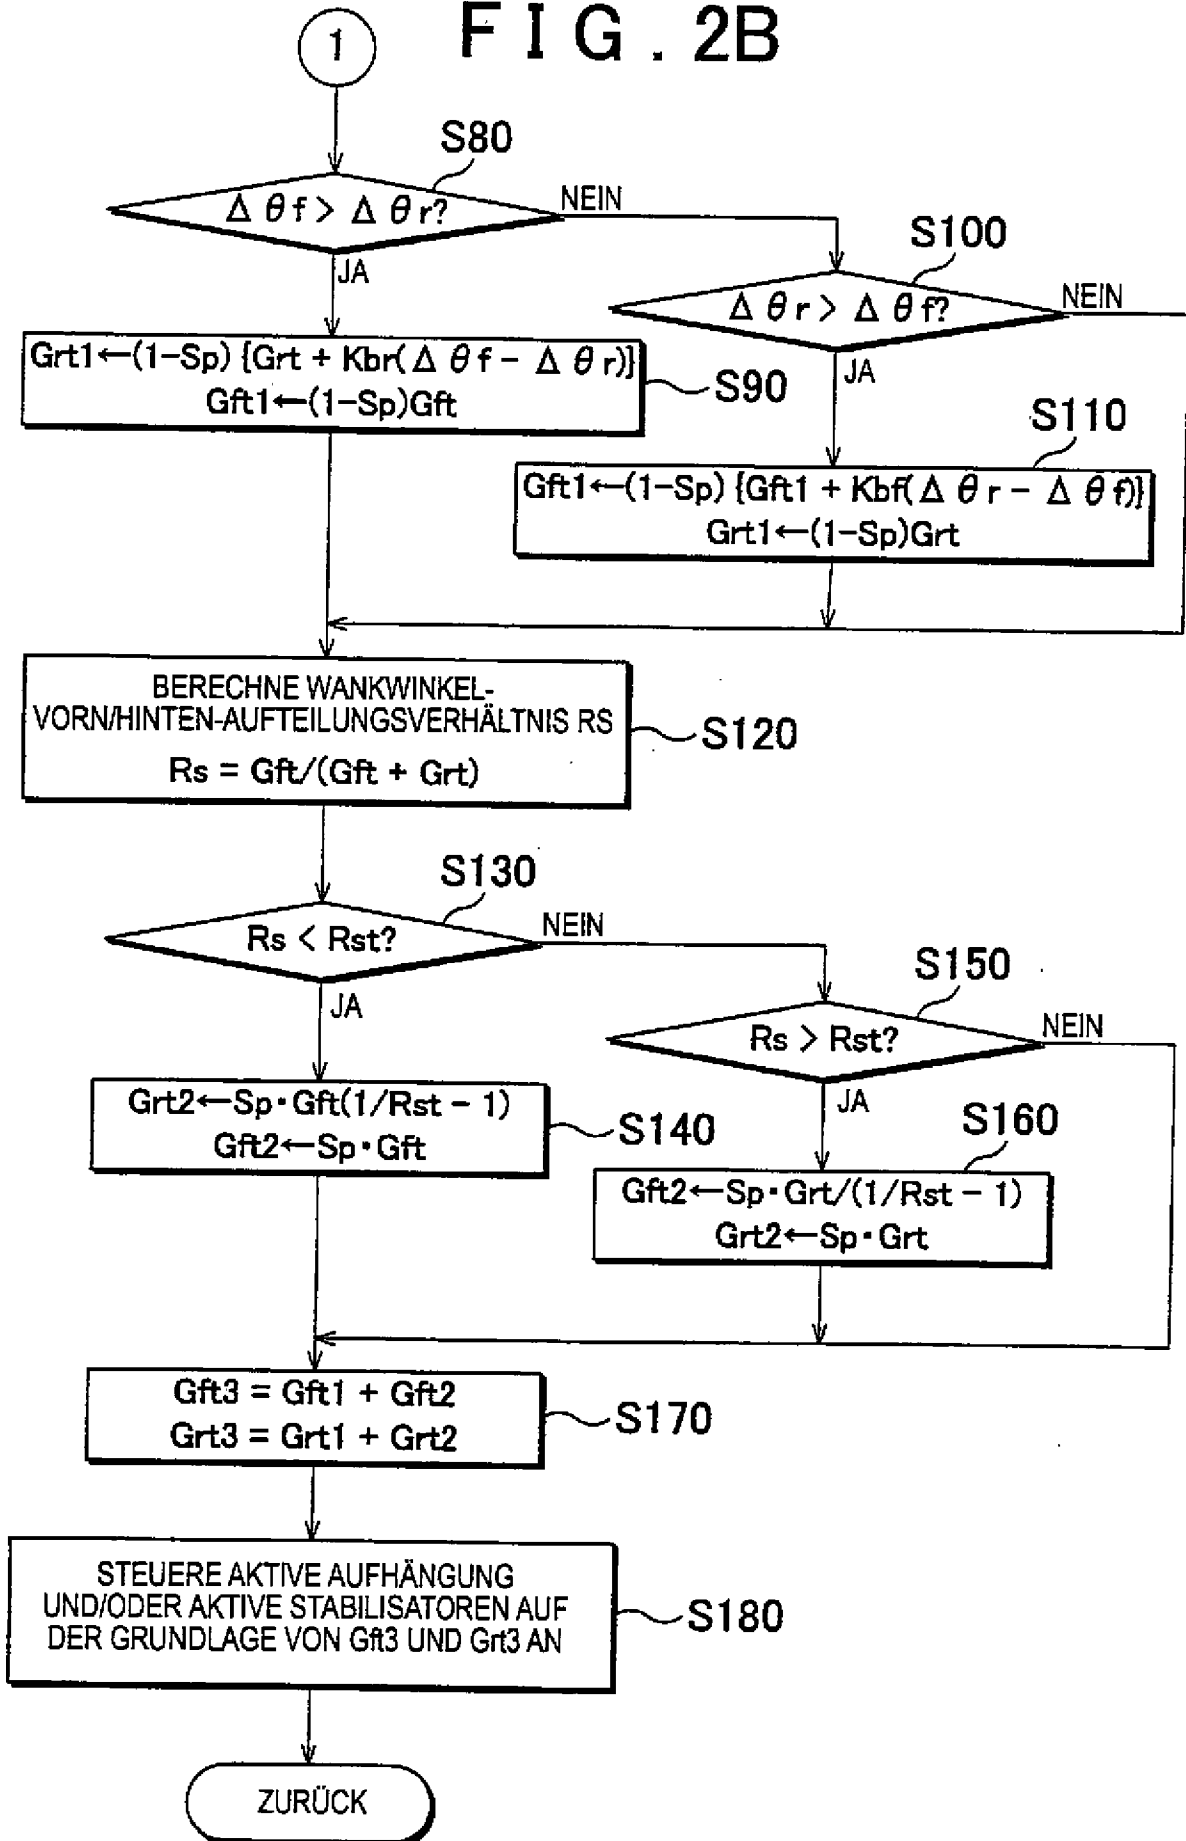 FIG. 2B
1
S80
Δθf > Δθr?
NEIN
JA
S100
Δθr > Δθf?
NEIN
JA
Grt1←(1-Sp) {Grt + Kbr(Δθf - Δθr)}
Gft1←(1-Sp)Gft
S90
S110
Gft1←(1-Sp) {Gft1 + Kbf(Δθr - Δθf)}
Grt1←(1-Sp)Grt
BERECHNE WANKWINKEL-
VORN/HINTEN-AUFTEILUNGSVERHÄLTNIS RS
Rs = Gft/(Gft + Grt)
S120
S130
Rs < Rst?
NEIN
JA
S150
Rs > Rst?
NEIN
JA
Grt2←Sp·Gft(1/Rst - 1)
Gft2←Sp·Gft
S140
S160
Gft2←Sp·Grt/(1/Rst - 1)
Grt2←Sp·Grt
Gft3 = Gft1 + Gft2
Grt3 = Grt1 + Grt2
S170
STEUERE AKTIVE AUFHÄNGUNG
UND/ODER AKTIVE STABILISATOREN AUF
DER GRUNDLAGE VON Gft3 UND Grt3 AN
S180
ZURÜCK